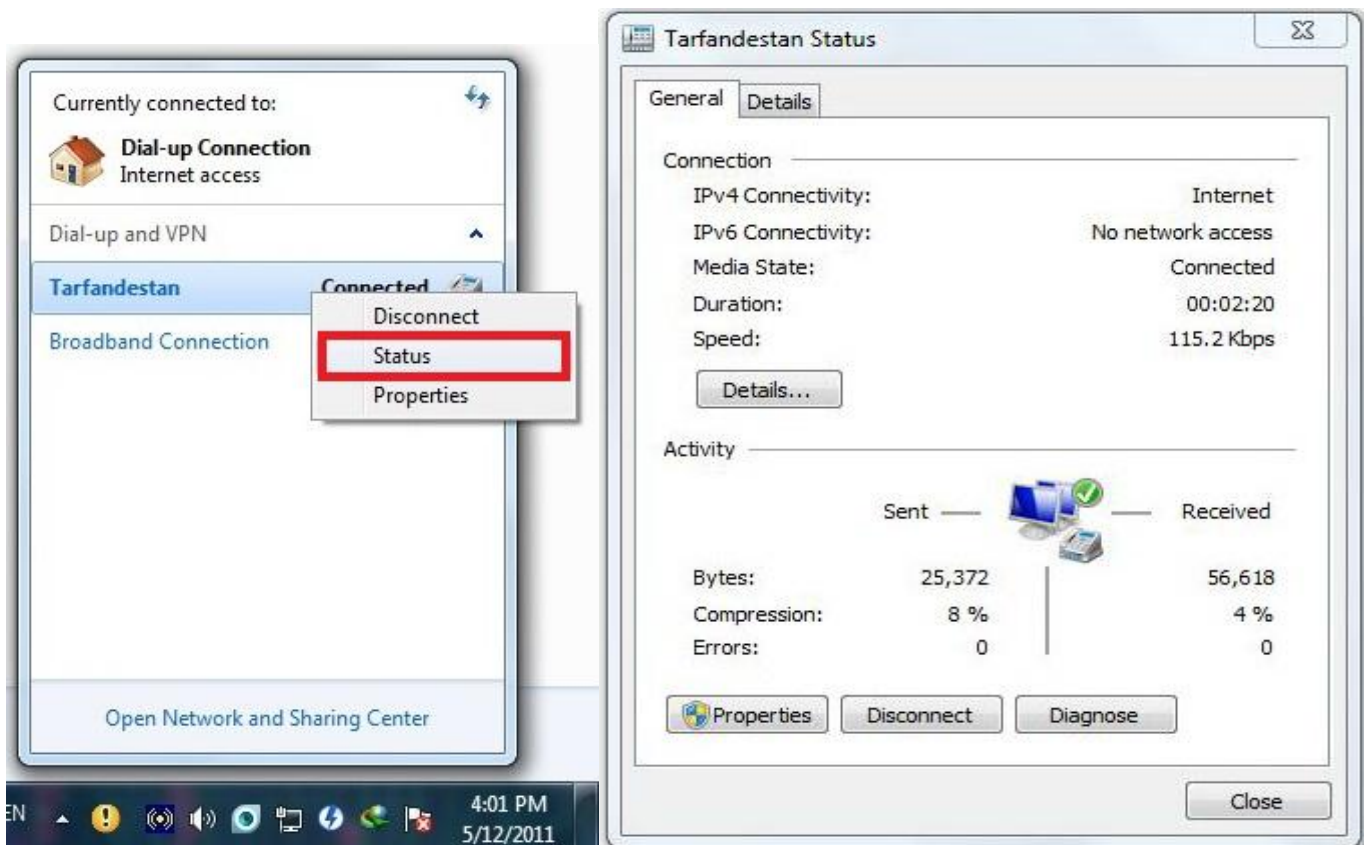 Currently connected to:
Dial-up Connection
Internet access
Dial-up and VPN
Tarfandestan Connected
Disconnect
Broadband Connection
Status
Properties
Open Network and Sharing Center
EN
4:01 PM
5/12/2011
Tarfandestan Status
General Details
Connection
IPv4 Connectivity: Internet
IPv6 Connectivity: No network access
Media State: Connected
Duration: 00:02:20
Speed: 115.2 Kbps
Details...
Activity
Sent Received
Bytes: 25,372 56,618
Compression: 8 % 4 %
Errors: 0 0
Properties Disconnect Diagnose
Close